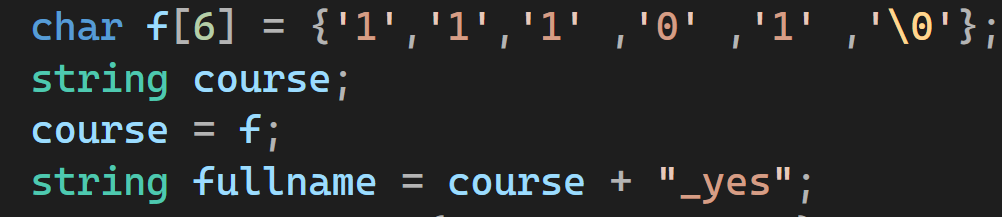 char f[6] = {'1','1','1' ,'0' ,'1' ,'\0'};
string course;
course = f;
string fullname = course + "_yes";